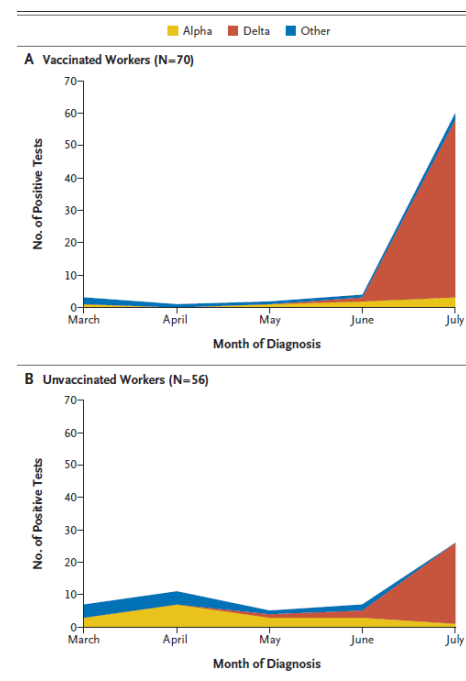 Alpha Delta Other
A Vaccinated Workers (N=70)
70
60
50
40
30
20
10
0
No. of Positive Tests
March April May June July
Month of Diagnosis
B Unvaccinated Workers (N=56)
70
60
50
40
30
20
10
0
No. of Positive Tests
March April May June July
Month of Diagnosis